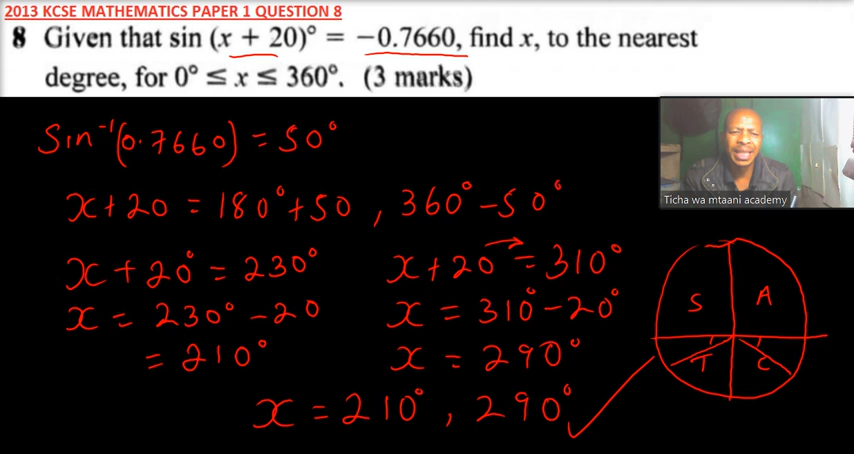 2013 KCSE MATHEMATICS PAPER 1 QUESTION 8
8 Given that sin (x + 20)° = −0.7660, find x, to the nearest
degree, for 0° ≤ x ≤ 360°. (3 marks)
Sin⁻¹(0.7660) = 50°
x+20 = 180°+50 , 360°−50°
x+20° = 230°
x = 230°−20
= 210°
x+20 = 310°
x = 310°−20°
x = 290°
x = 210°, 290°
Ticha wa mtaani academy
S A
T C